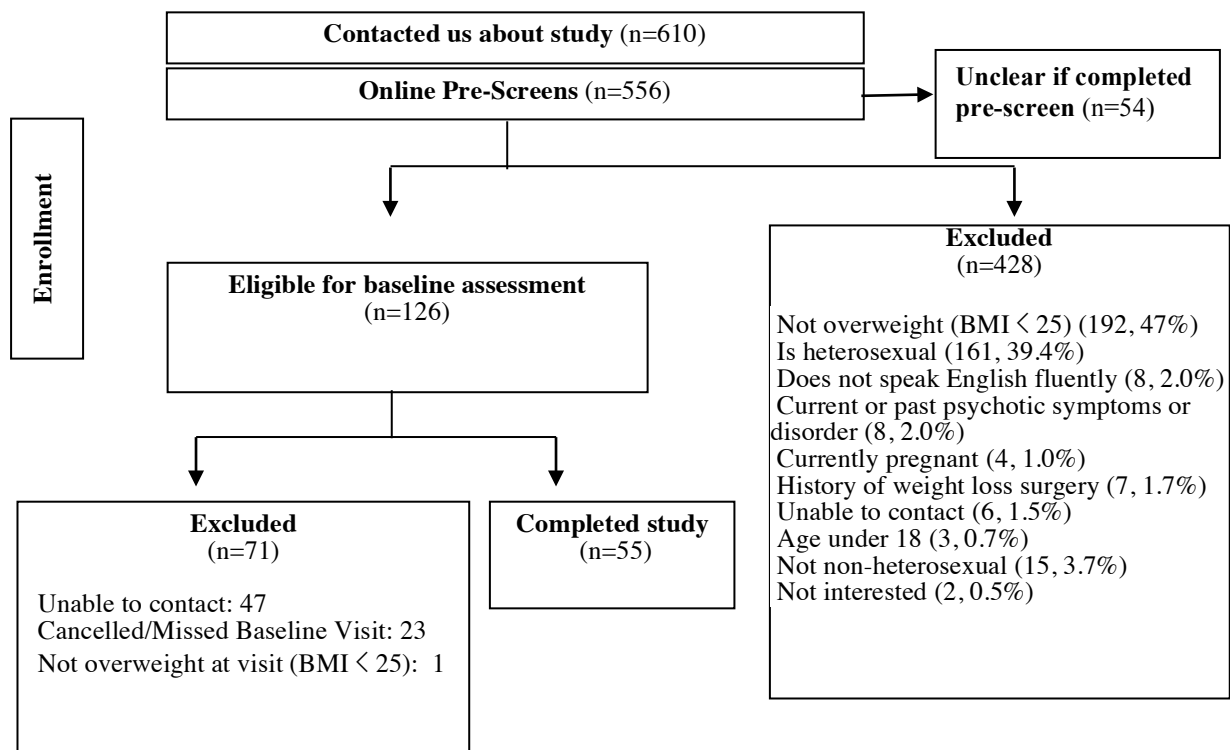 Contacted us about study (n=610)
Online Pre-Screens (n=556)
Unclear if completed
pre-screen (n=54)
Enrollment
Eligible for baseline assessment
(n=126)
Excluded
(n=428)
Not overweight (BMI < 25) (192, 47%)
Is heterosexual (161, 39.4%)
Does not speak English fluently (8, 2.0%)
Current or past psychotic symptoms or
disorder (8, 2.0%)
Currently pregnant (4, 1.0%)
History of weight loss surgery (7, 1.7%)
Unable to contact (6, 1.5%)
Age under 18 (3, 0.7%)
Not non-heterosexual (15, 3.7%)
Not interested (2, 0.5%)
Excluded
(n=71)
Unable to contact: 47
Cancelled/Missed Baseline Visit: 23
Not overweight at visit (BMI < 25): 1
Completed study
(n=55)